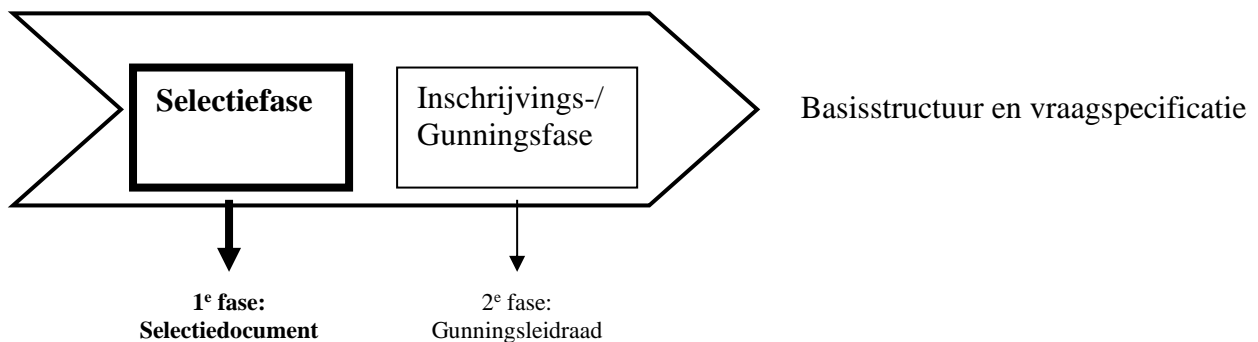 Selectiefase
Inschrijvings-/
Gunningsfase
Basisstructuur en vraagspecificatie
1e fase:
Selectiedocument
2e fase:
Gunningsleidraad